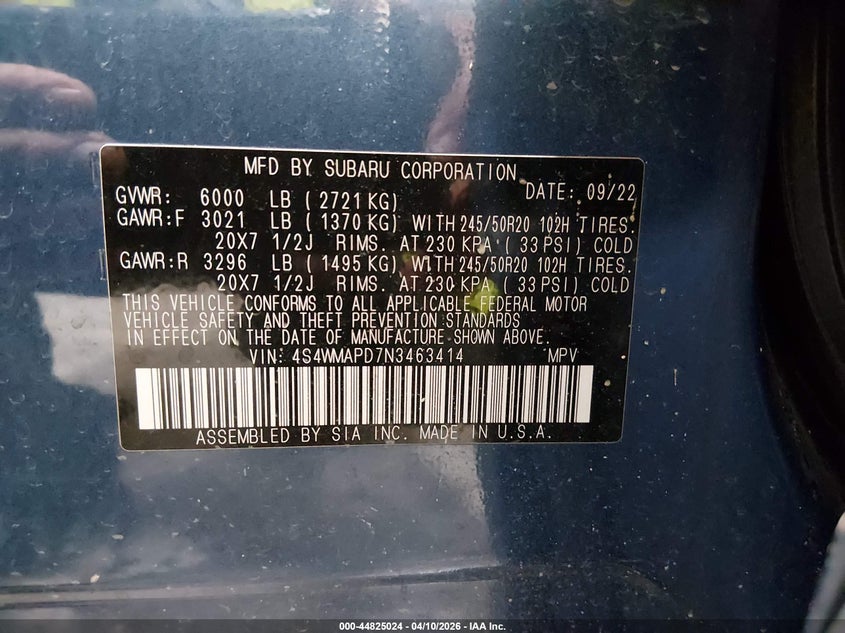 MFD BY SUBARU CORPORATION
GVWR: 6000 LB (2721 KG) DATE: 09/22
GAWR:F 3021 LB (1370 KG) WITH 245/50R20 102H TIRES.
20X7 1/2J RIMS. AT 230 KPA (33 PSI) COLD
GAWR:R 3296 LB (1495 KG) WITH 245/50R20 102H TIRES.
20X7 1/2J RIMS. AT 230 KPA (33 PSI) COLD
THIS VEHICLE CONFORMS TO ALL APPLICABLE FEDERAL MOTOR
VEHICLE SAFETY AND THEFT PREVENTION STANDARDS
IN EFFECT ON THE DATE OF MANUFACTURE SHOWN ABOVE.
VIN: 4S4WMAPD7N3463414 MPV
ASSEMBLED BY SIA INC. MADE IN U.S.A.
000-44825024 - 04/10/2026 - IAA Inc.